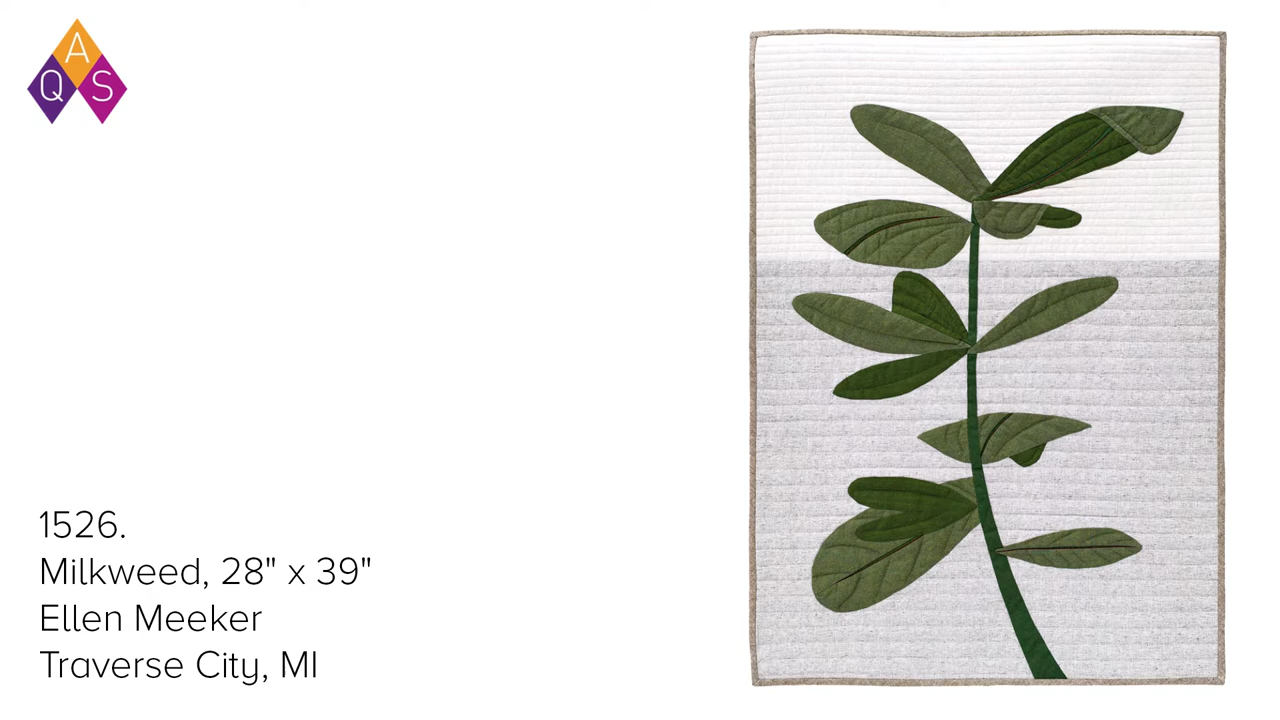 A
Q S
1526.
Milkweed, 28" x 39"
Ellen Meeker
Traverse City, MI